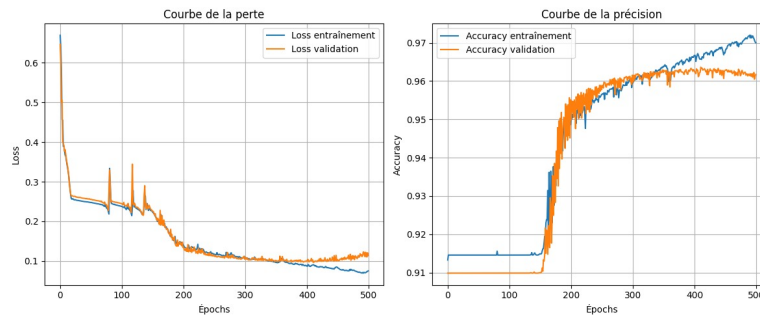 Courbe de la perte
Loss entraînement
Loss validation
0.6
0.5
0.4
0.3
0.2
0.1
Loss
0
100
200
300
400
500
Épochs
Courbe de la précision
Accuracy entraînement
Accuracy validation
0.97
0.96
0.95
0.94
0.93
0.92
0.91
Accuracy
0
100
200
300
400
500
Épochs